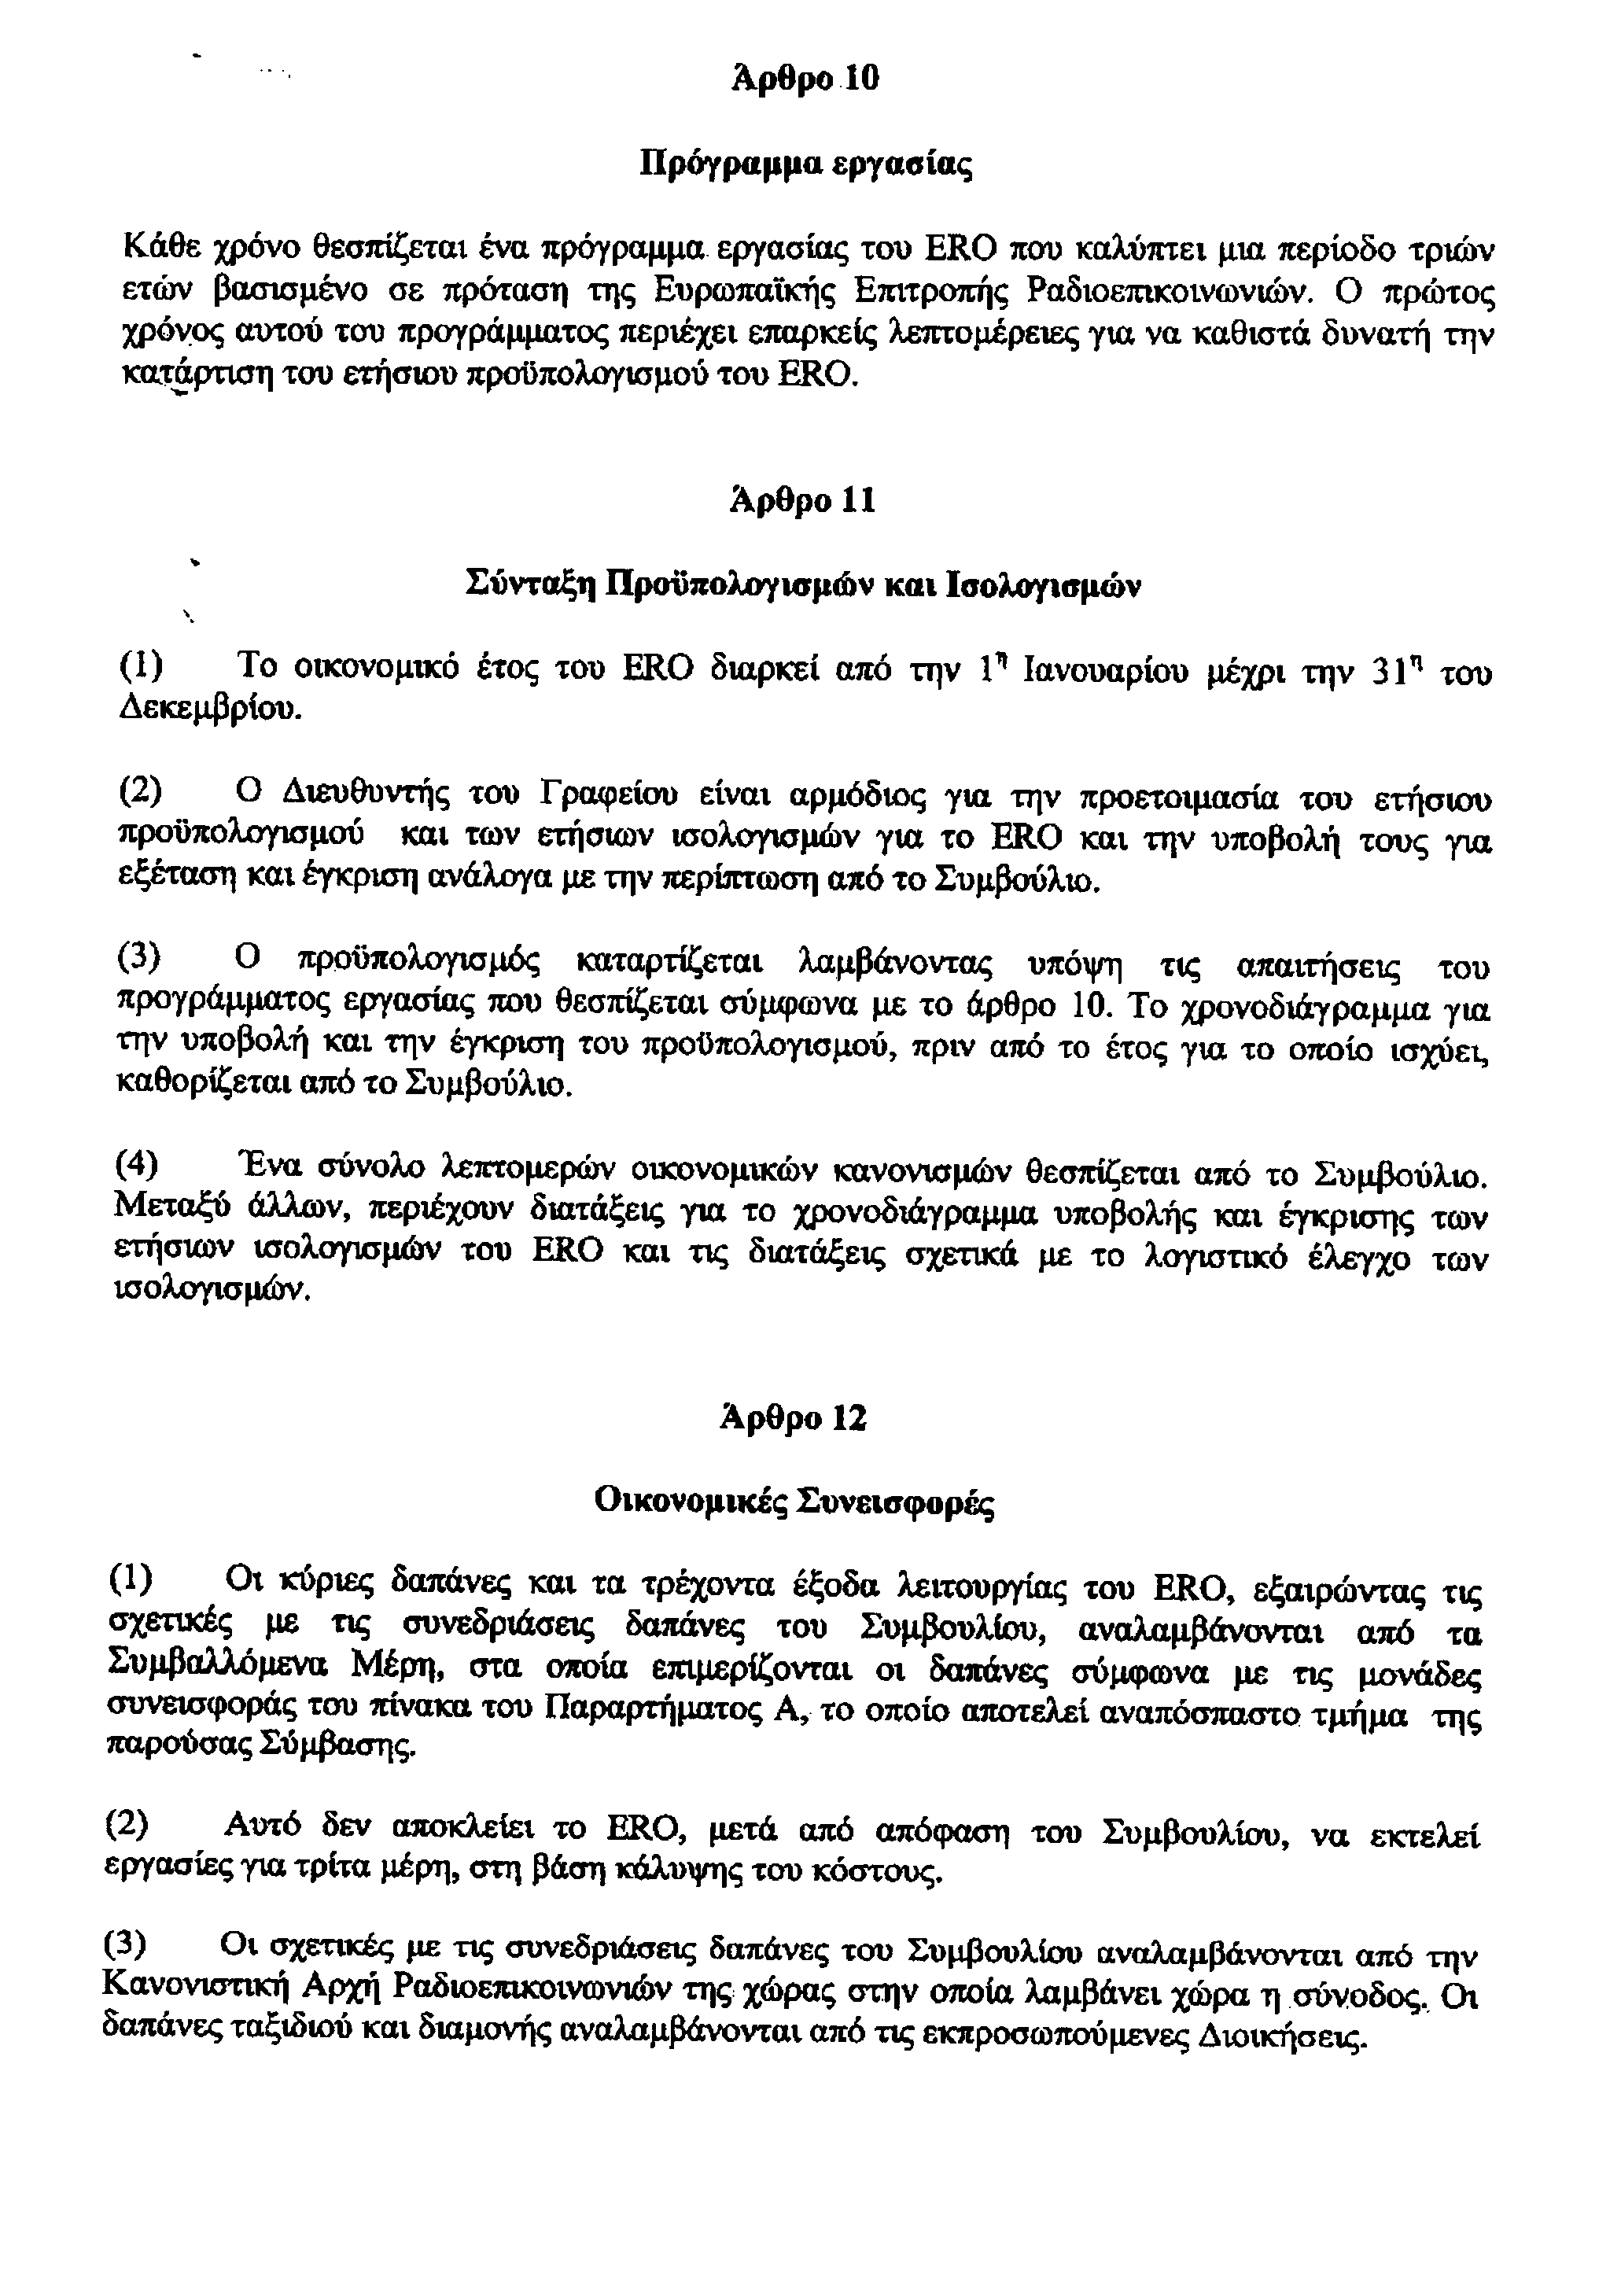 Άρθρο 10
Πρόγραμμα εργασίας
Κάθε χρόνο θεσπίζεται ένα πρόγραμμα εργασίας του ERO που καλύπτει μια περίοδο τριών
ετών βασισμένο σε πρόταση της Ευρωπαϊκής Επιτροπής Ραδιοεπικοινωνιών. Ο πρώτος
χρόνος αυτού του προγράμματος περιέχει επαρκείς λεπτομέρειες για να καθιστά δυνατή την
κατάρτιση του ετήσιου προϋπολογισμού του ERO.
Άρθρο 11
Σύνταξη Προϋπολογισμών και Ισολογισμών
(1) Το οικονομικό έτος του ERO διαρκεί από την 1η Ιανουαρίου μέχρι την 31η του
Δεκεμβρίου.
(2) Ο Διευθυντής του Γραφείου είναι αρμόδιος για την προετοιμασία του ετήσιου
προϋπολογισμού και των ετήσιων ισολογισμών για το ERO και την υποβολή τους για
εξέταση και έγκριση ανάλογα με την περίπτωση από το Συμβούλιο.
(3) Ο προϋπολογισμός καταρτίζεται λαμβάνοντας υπόψη τις απαιτήσεις του
προγράμματος εργασίας που θεσπίζεται σύμφωνα με το άρθρο 10. Το χρονοδιάγραμμα για
την υποβολή και την έγκριση του προϋπολογισμού, πριν από το έτος για το οποίο ισχύει,
καθορίζεται από το Συμβούλιο.
(4) Ένα σύνολο λεπτομερών οικονομικών κανονισμών θεσπίζεται από το Συμβούλιο.
Μεταξύ άλλων, περιέχουν διατάξεις για το χρονοδιάγραμμα υποβολής και έγκρισης των
ετήσιων ισολογισμών του ERO και τις διατάξεις σχετικά με το λογιστικό έλεγχο των
ισολογισμών.
Άρθρο 12
Οικονομικές Συνεισφορές
(1) Οι κύριες δαπάνες και τα τρέχοντα έξοδα λειτουργίας του ERO, εξαιρώντας τις
σχετικές με τις συνεδριάσεις δαπάνες του Συμβουλίου, αναλαμβάνονται από τα
Συμβαλλόμενα Μέρη, στα οποία επιμερίζονται οι δαπάνες σύμφωνα με τις μονάδες
συνεισφοράς του πίνακα του Παραρτήματος Α, το οποίο αποτελεί αναπόσπαστο τμήμα της
παρούσας Σύμβασης.
(2) Αυτό δεν αποκλείει το ERO, μετά από απόφαση του Συμβουλίου, να εκτελεί
εργασίες για τρίτα μέρη, στη βάση κάλυψης του κόστους.
(3) Οι σχετικές με τις συνεδριάσεις δαπάνες του Συμβουλίου αναλαμβάνονται από την
Κανονιστική Αρχή Ραδιοεπικοινωνιών της χώρας στην οποία λαμβάνει χώρα η σύνοδος. Οι
δαπάνες ταξιδιού και διαμονής αναλαμβάνονται από τις εκπροσωπούμενες Διοικήσεις.